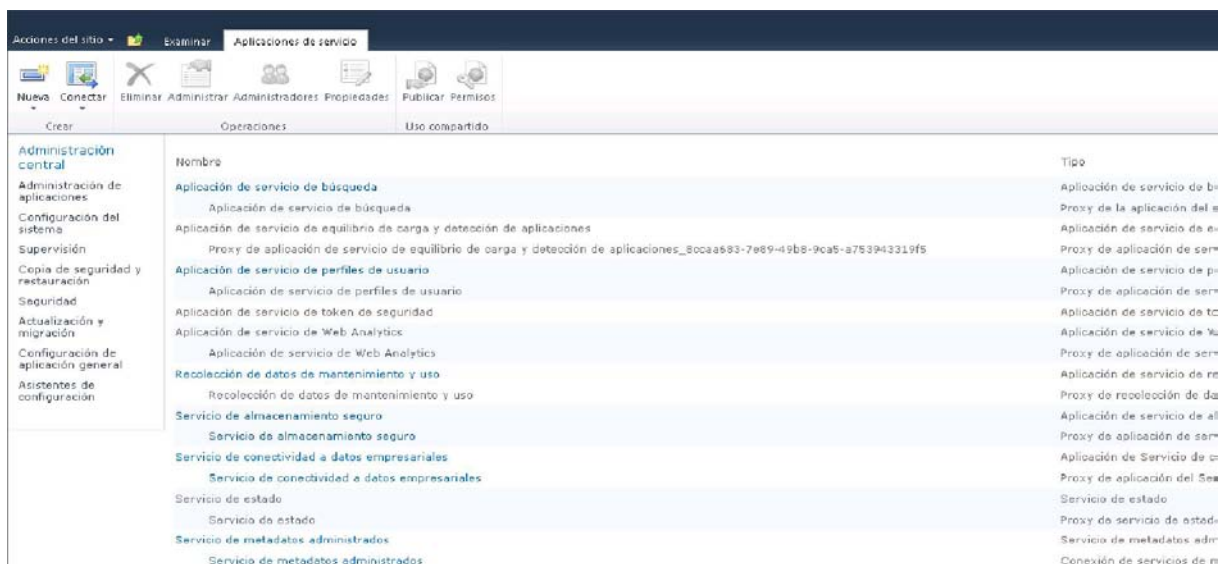 Acciones del sitio Examinar Aplicaciones de servicio
Nueva Conectar Eliminar Administrar Administradores Propiedades Publicar Permisos
Crear Operaciones Uso compartido
Administración
central
Administración de
aplicaciones
Configuración del
sistema
Supervisión
Copia de seguridad y
restauración
Seguridad
Actualización y
migración
Configuración de
aplicación general
Asistentes de
configuración
Nombre Tipo
Aplicación de servicio de búsqueda Aplicación de servicio de
Aplicación de servicio de búsqueda Proxy de la aplicación del
Aplicación de servicio de equilibrio de carga y detección de aplicaciones Aplicación de servicio de
Proxy de aplicación de servicio de equilibrio de carga y detección de aplicaciones_8ccaa683-7e89-49b8-9ca5-a753943319f5 Proxy de aplicación de
Aplicación de servicio de perfiles de usuario Aplicación de servicio de
Aplicación de servicio de perfiles de usuario Proxy de aplicación de
Aplicación de servicio de token de seguridad Aplicación de servicio de
Aplicación de servicio de Web Analytics Aplicación de servicio de
Aplicación de servicio de Web Analytics Proxy de aplicación de
Recolección de datos de mantenimiento y uso Aplicación de servicio de
Recolección de datos de mantenimiento y uso Proxy de recolección de
Servicio de almacenamiento seguro Aplicación de servicio de
Servicio de almacenamiento seguro Proxy de aplicación de
Servicio de conectividad a datos empresariales Aplicación de Servicio de
Servicio de conectividad a datos empresariales Proxy de aplicación del
Servicio de estado Servicio de estado
Servicio de estado Proxy de servicio de
Servicio de metadatos administrados Servicio de metadatos
Servicio de metadatos administrados Conexión de servicios de